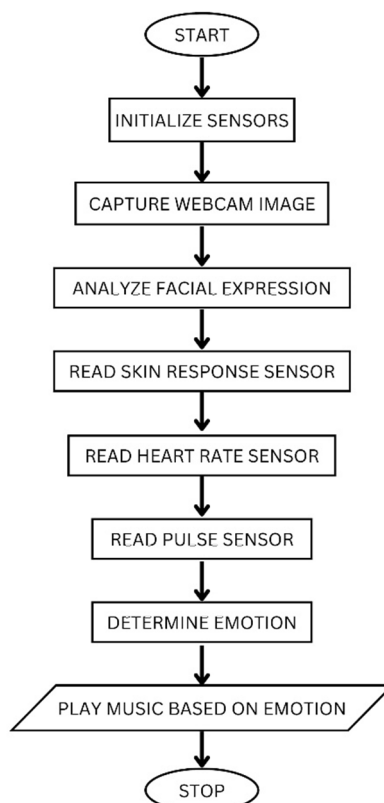 START
INITIALIZE SENSORS
CAPTURE WEBCAM IMAGE
ANALYZE FACIAL EXPRESSION
READ SKIN RESPONSE SENSOR
READ HEART RATE SENSOR
READ PULSE SENSOR
DETERMINE EMOTION
PLAY MUSIC BASED ON EMOTION
STOP